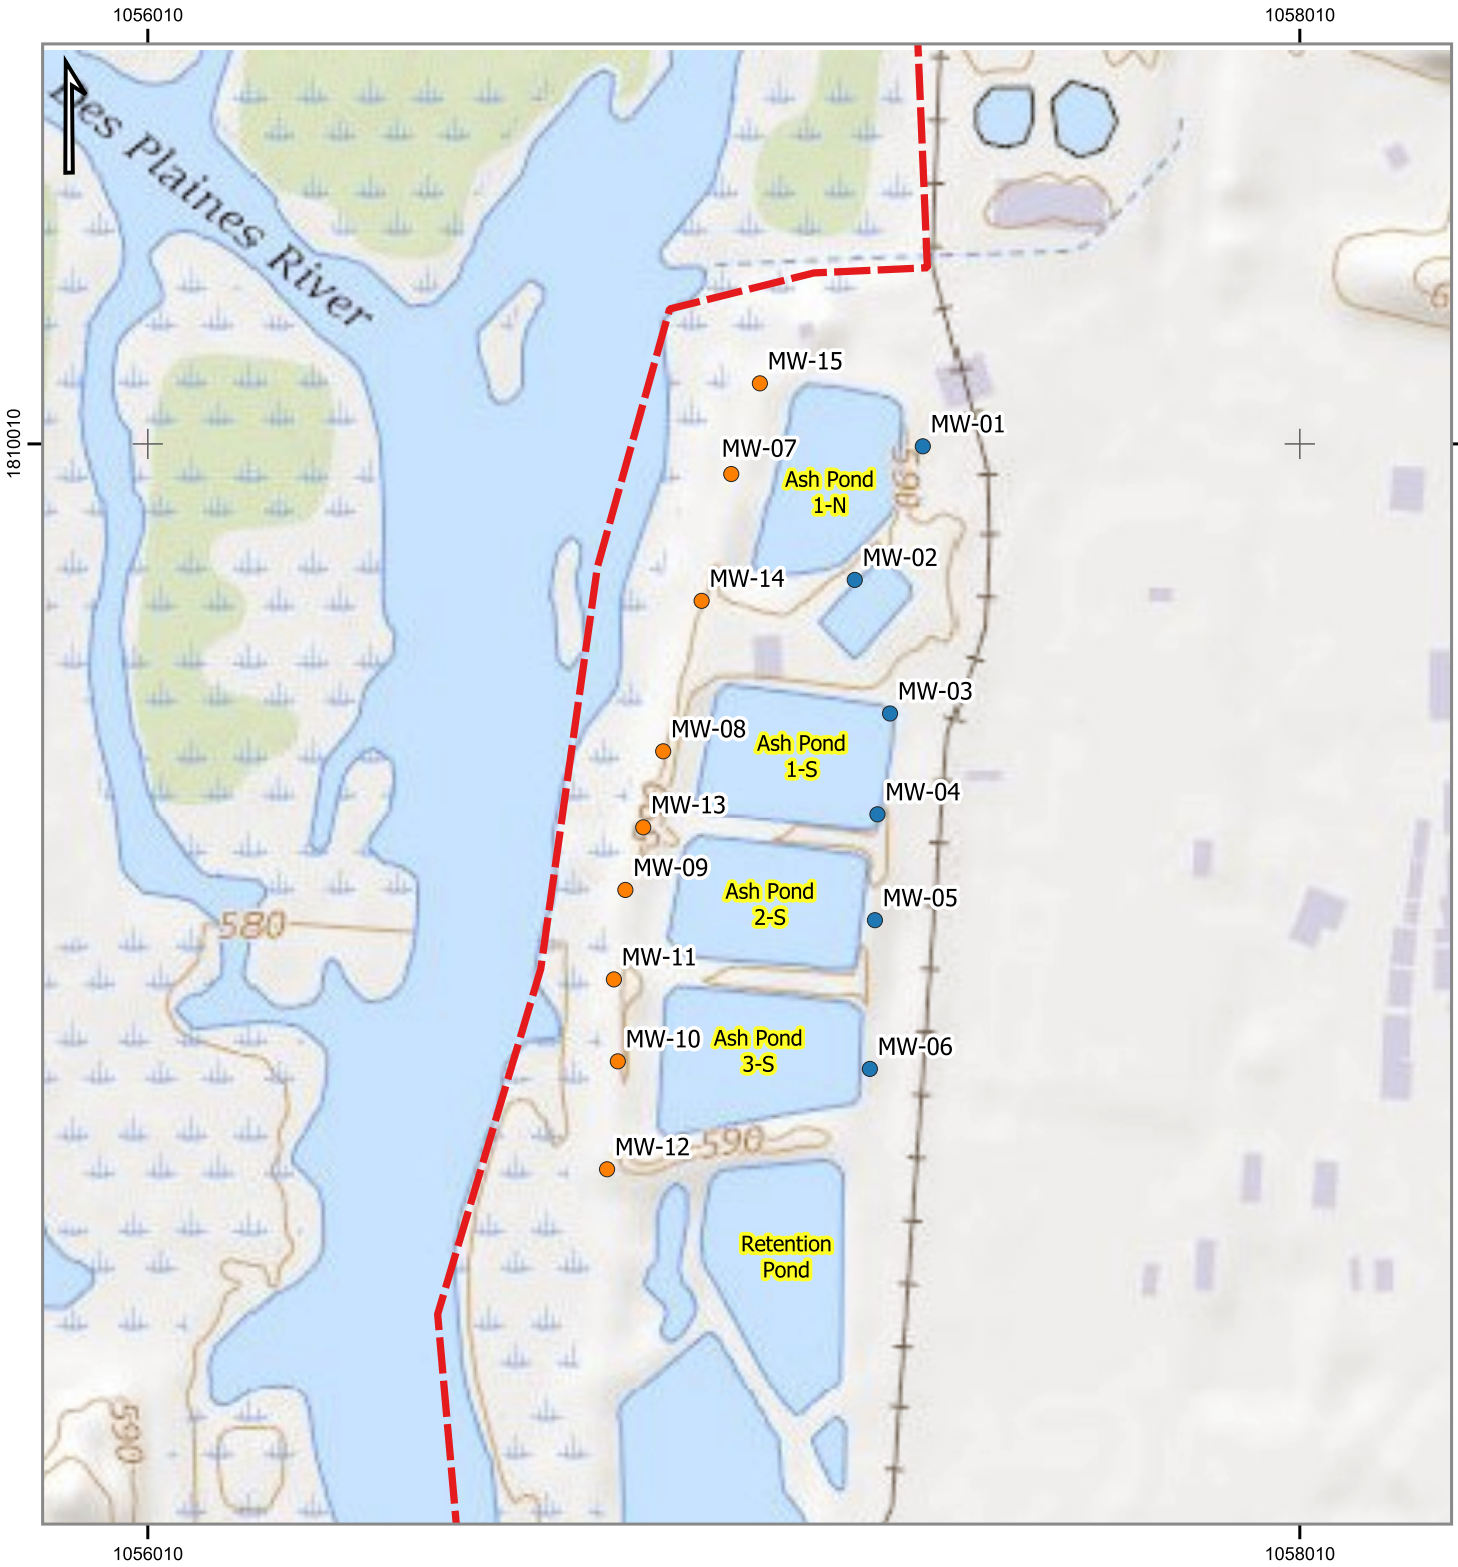 1056010
1058010
Des Plaines River
MW-15
MW-01
1810010
MW-07
Ash Pond
1-N
590
MW-02
MW-14
MW-03
MW-08
Ash Pond
1-S
MW-04
MW-13
MW-09
Ash Pond
2-S
MW-05
580
MW-11
MW-10
Ash Pond
3-S
MW-06
MW-12
590
Retention
Pond
590
1056010
1058010